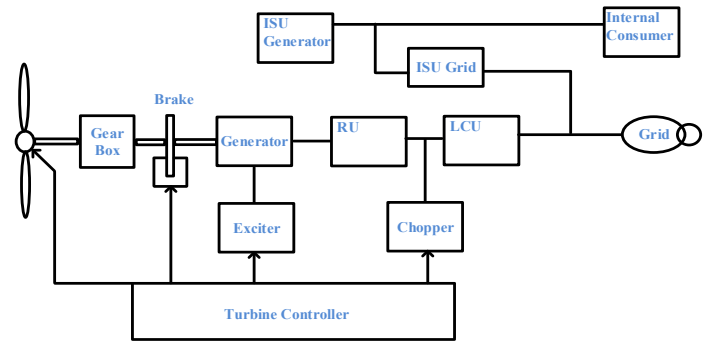 ISU
Generator
Internal
Consumer
ISU Grid
Brake
Gear
Box
Generator
RU
LCU
Grid
Exciter
Chopper
Turbine Controller